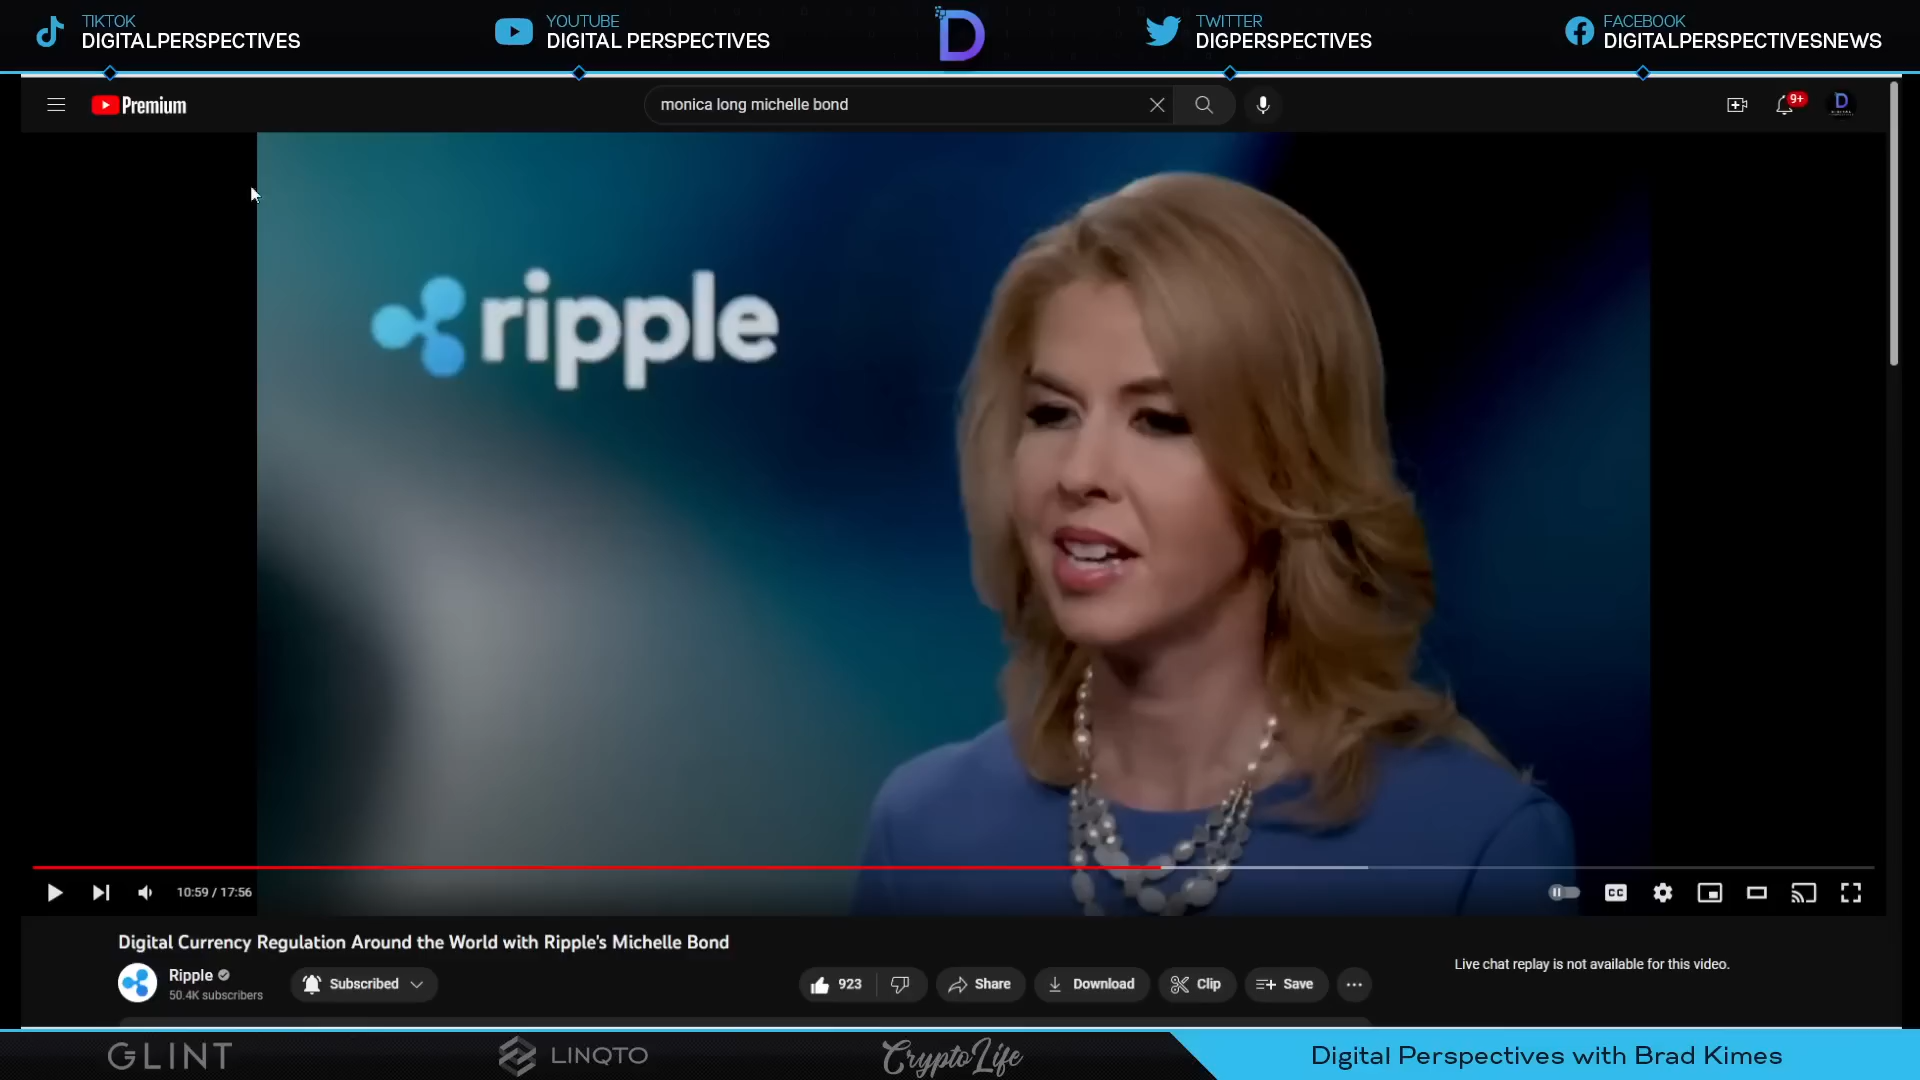 TIKTOK
DIGITALPERSPECTIVES
YOUTUBE
DIGITAL PERSPECTIVES
D
TWITTER
DIGPERSPECTIVES
FACEBOOK
DIGITALPERSPECTIVESNEWS
Premium
monica long michelle bond
9+
D
ripple
10:59 / 17:56
CC
Digital Currency Regulation Around the World with Ripple's Michelle Bond
Live chat replay is not available for this video.
Ripple
50.4K subscribers
Subscribed
923
Share
Download
Clip
Save
GLINT
LINQTO
CryptoLife
Digital Perspectives with Brad Kimes